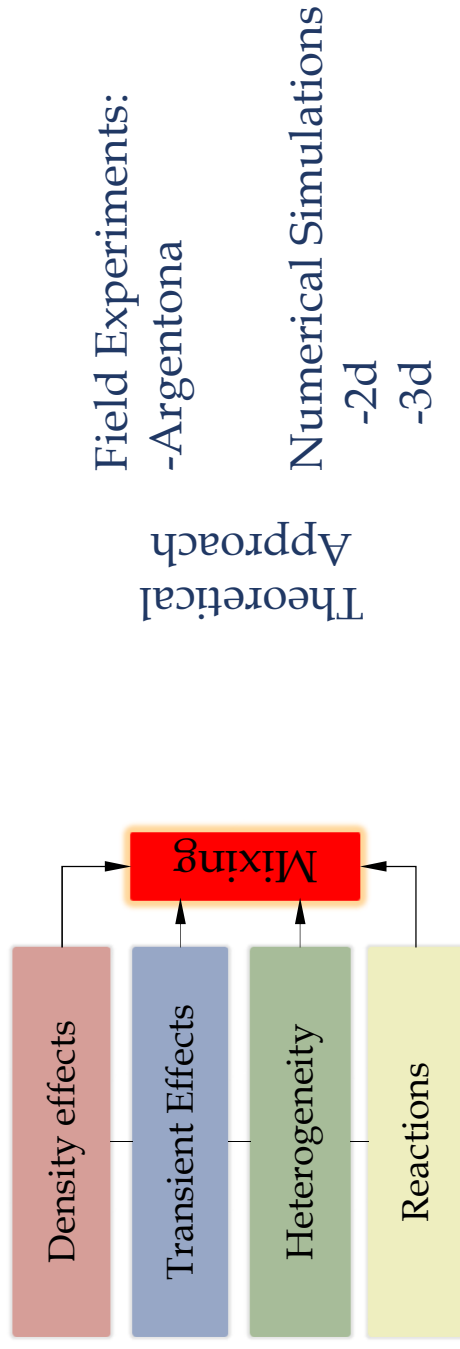 Density effects
Transient Effects
Heterogeneity
Reactions
Mixing
Theoretical
Approach
Field Experiments:
-Argentona
Numerical Simulations
-2d
-3d